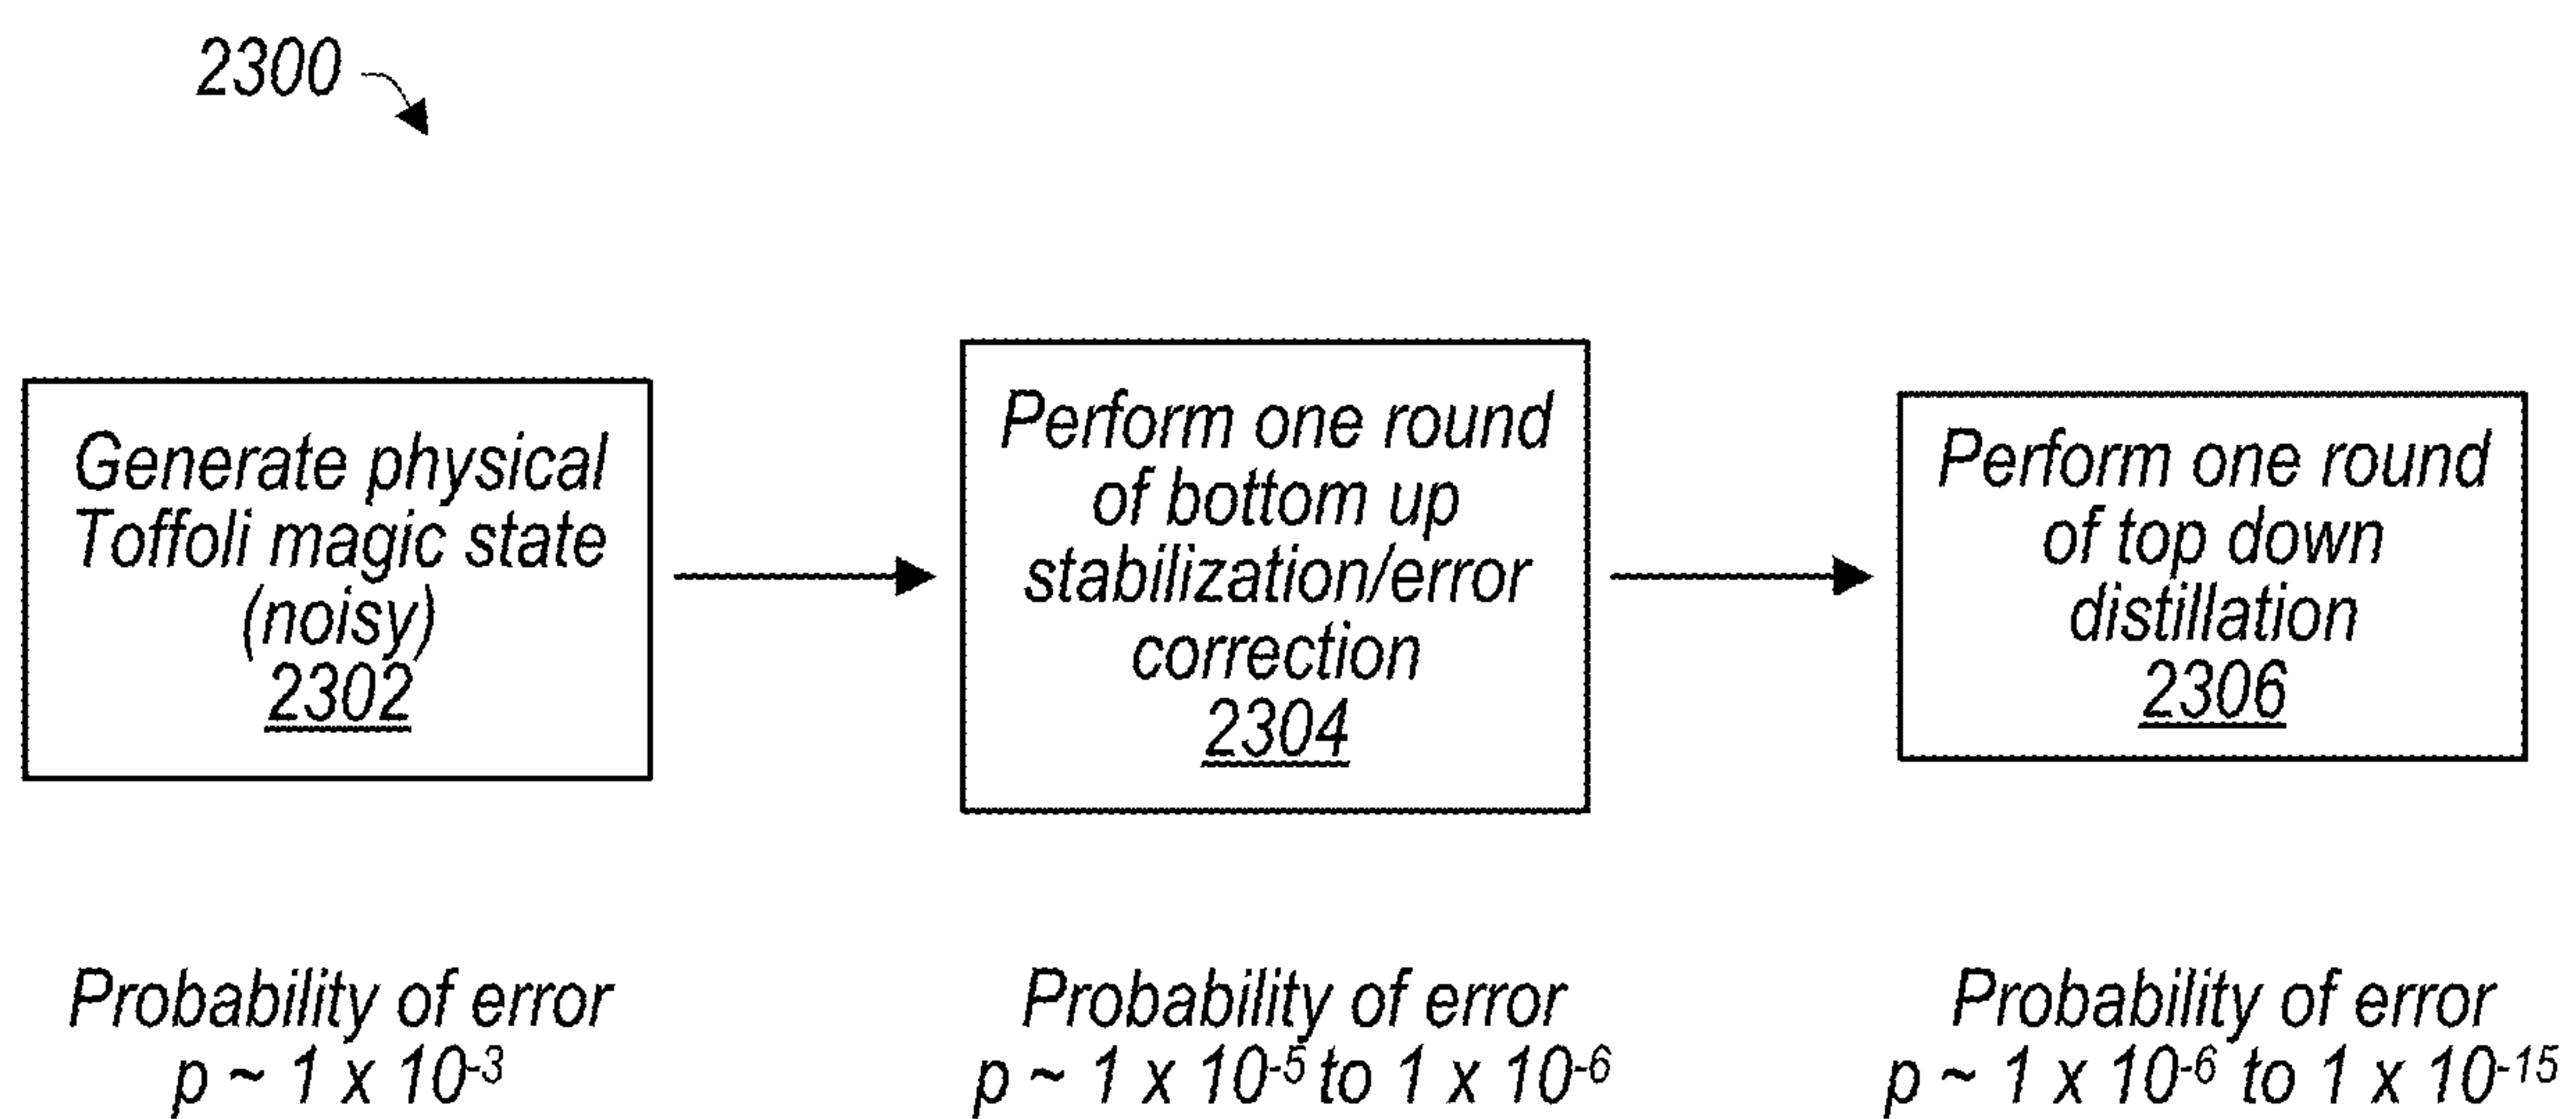 2300
Generate physical
Toffoli magic state
(noisy)
2302
Perform one round
of bottom up
stabilization/error
correction
2304
Perform one round
of top down
distillation
2306
Probability of error
p ~ 1 x 10⁻³
Probability of error
p ~ 1 x 10⁻⁵ to 1 x 10⁻⁶
Probability of error
p ~ 1 x 10⁻⁶ to 1 x 10⁻¹⁵